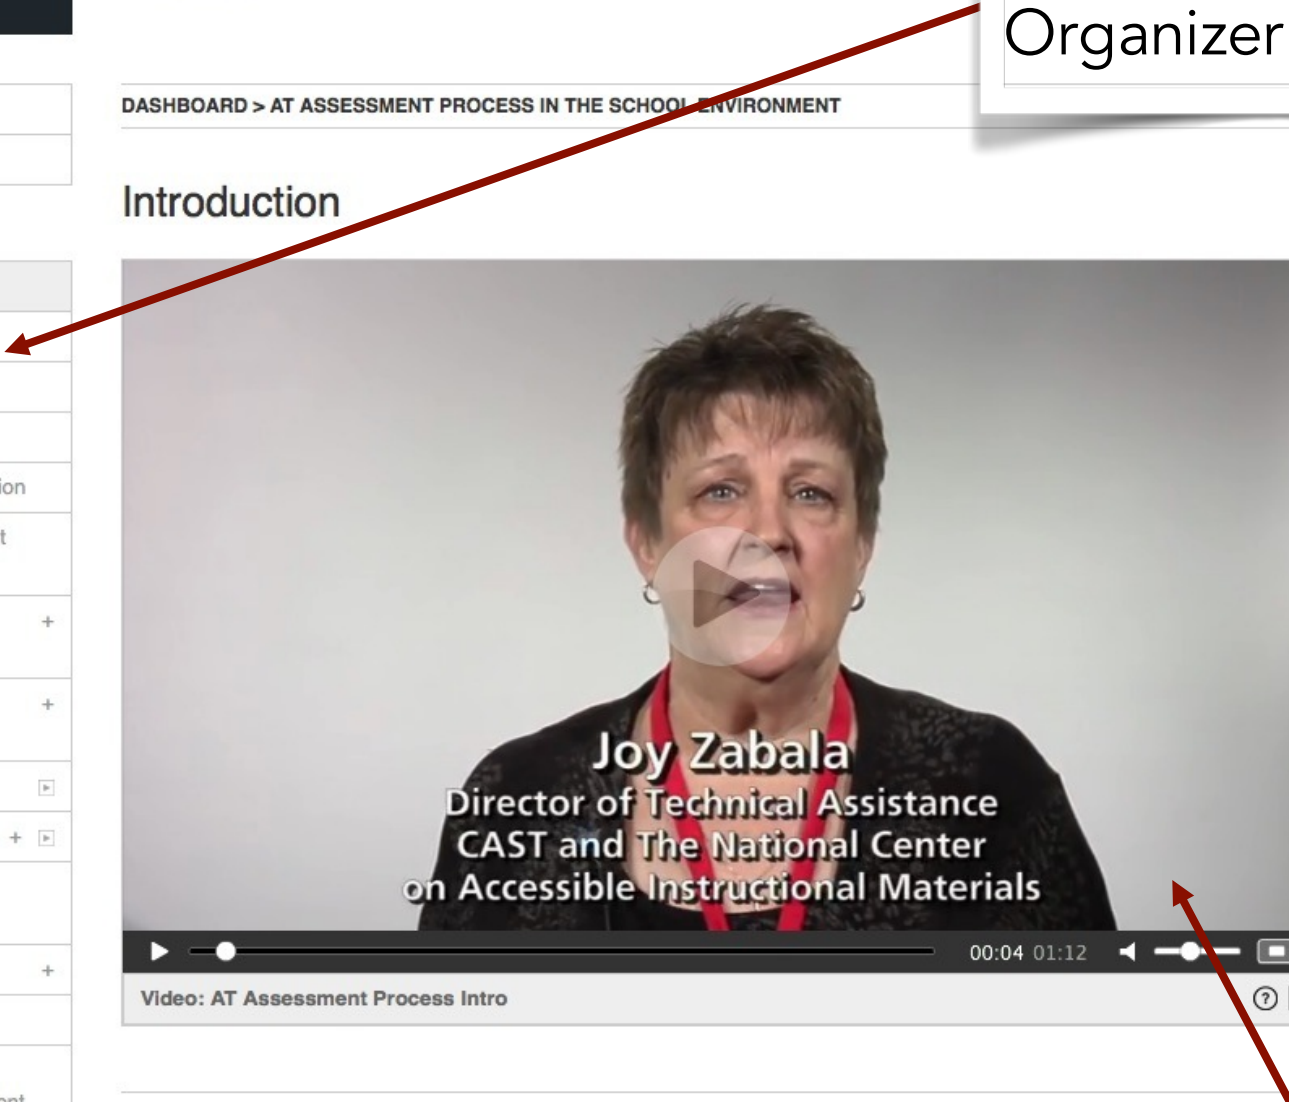 Organizer
DASHBOARD > AT ASSESSMENT PROCESS IN THE SCHOOL ENVIRONMENT
Introduction
ion
t
+
+
+
+
Joy Zabala
Director of Technical Assistance
CAST and The National Center
on Accessible Instructional Materials
00:04 01:12
Video: AT Assessment Process Intro
?